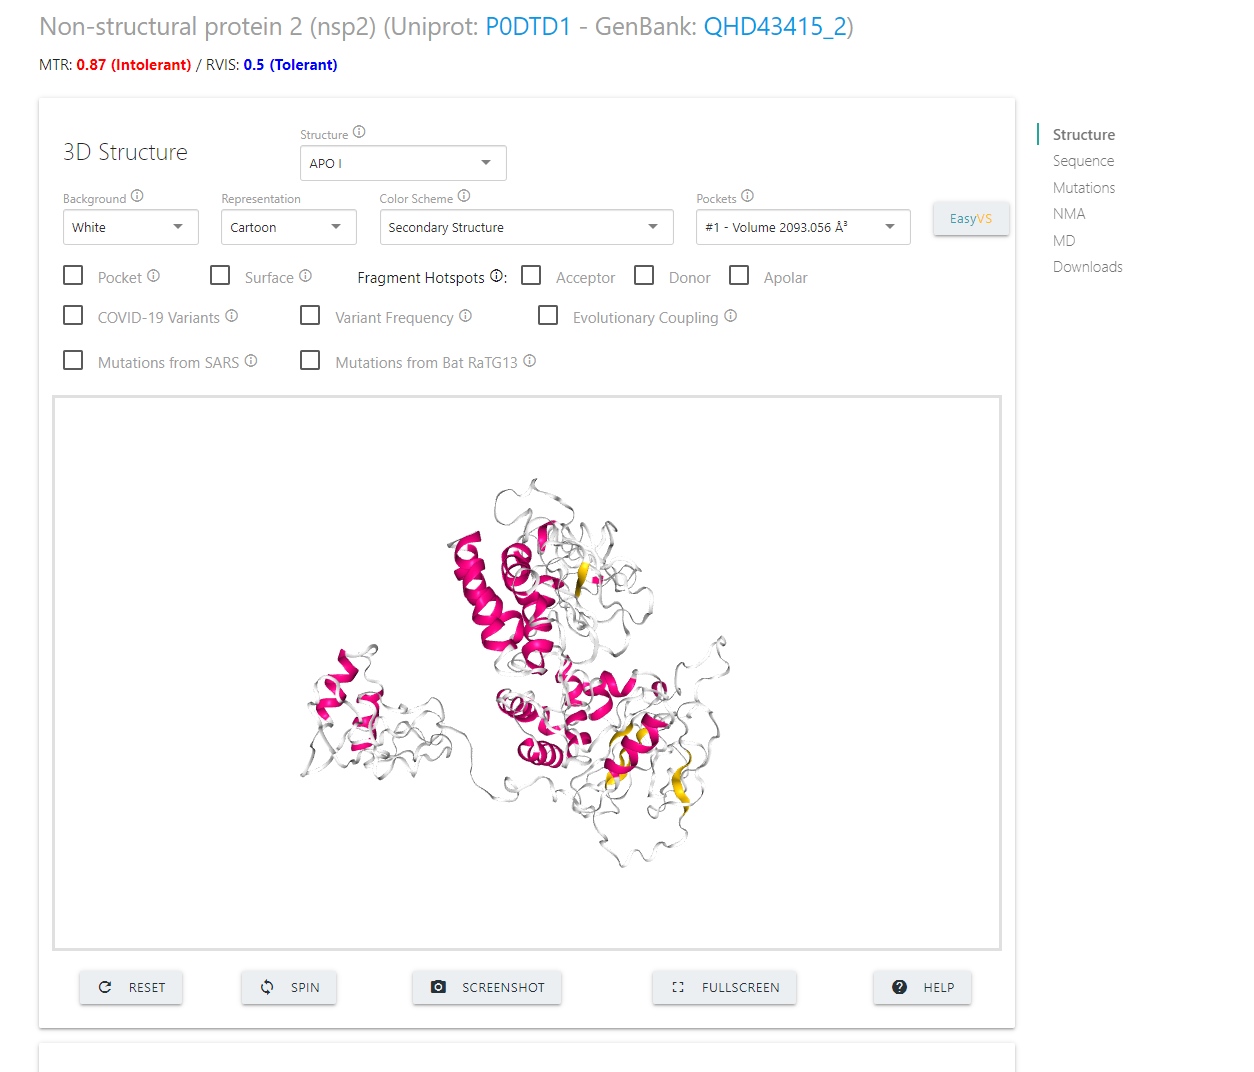 Non-structural protein 2 (nsp2) (Uniprot: P0DTD1 - GenBank: QHD43415_2)
MTR: 0.87 (Intolerant) / RVIS: 0.5 (Tolerant)
3D Structure
Structure
APO I
Background
White
Representation
Cartoon
Color Scheme
Secondary Structure
Pockets
#1 - Volume 2093.056 Å³
EasyVS
Pocket
Surface
Fragment Hotspots :
Acceptor
Donor
Apolar
COVID-19 Variants
Variant Frequency
Evolutionary Coupling
Mutations from SARS
Mutations from Bat RaTG13
RESET
SPIN
SCREENSHOT
FULLSCREEN
HELP
Structure
Sequence
Mutations
NMA
MD
Downloads